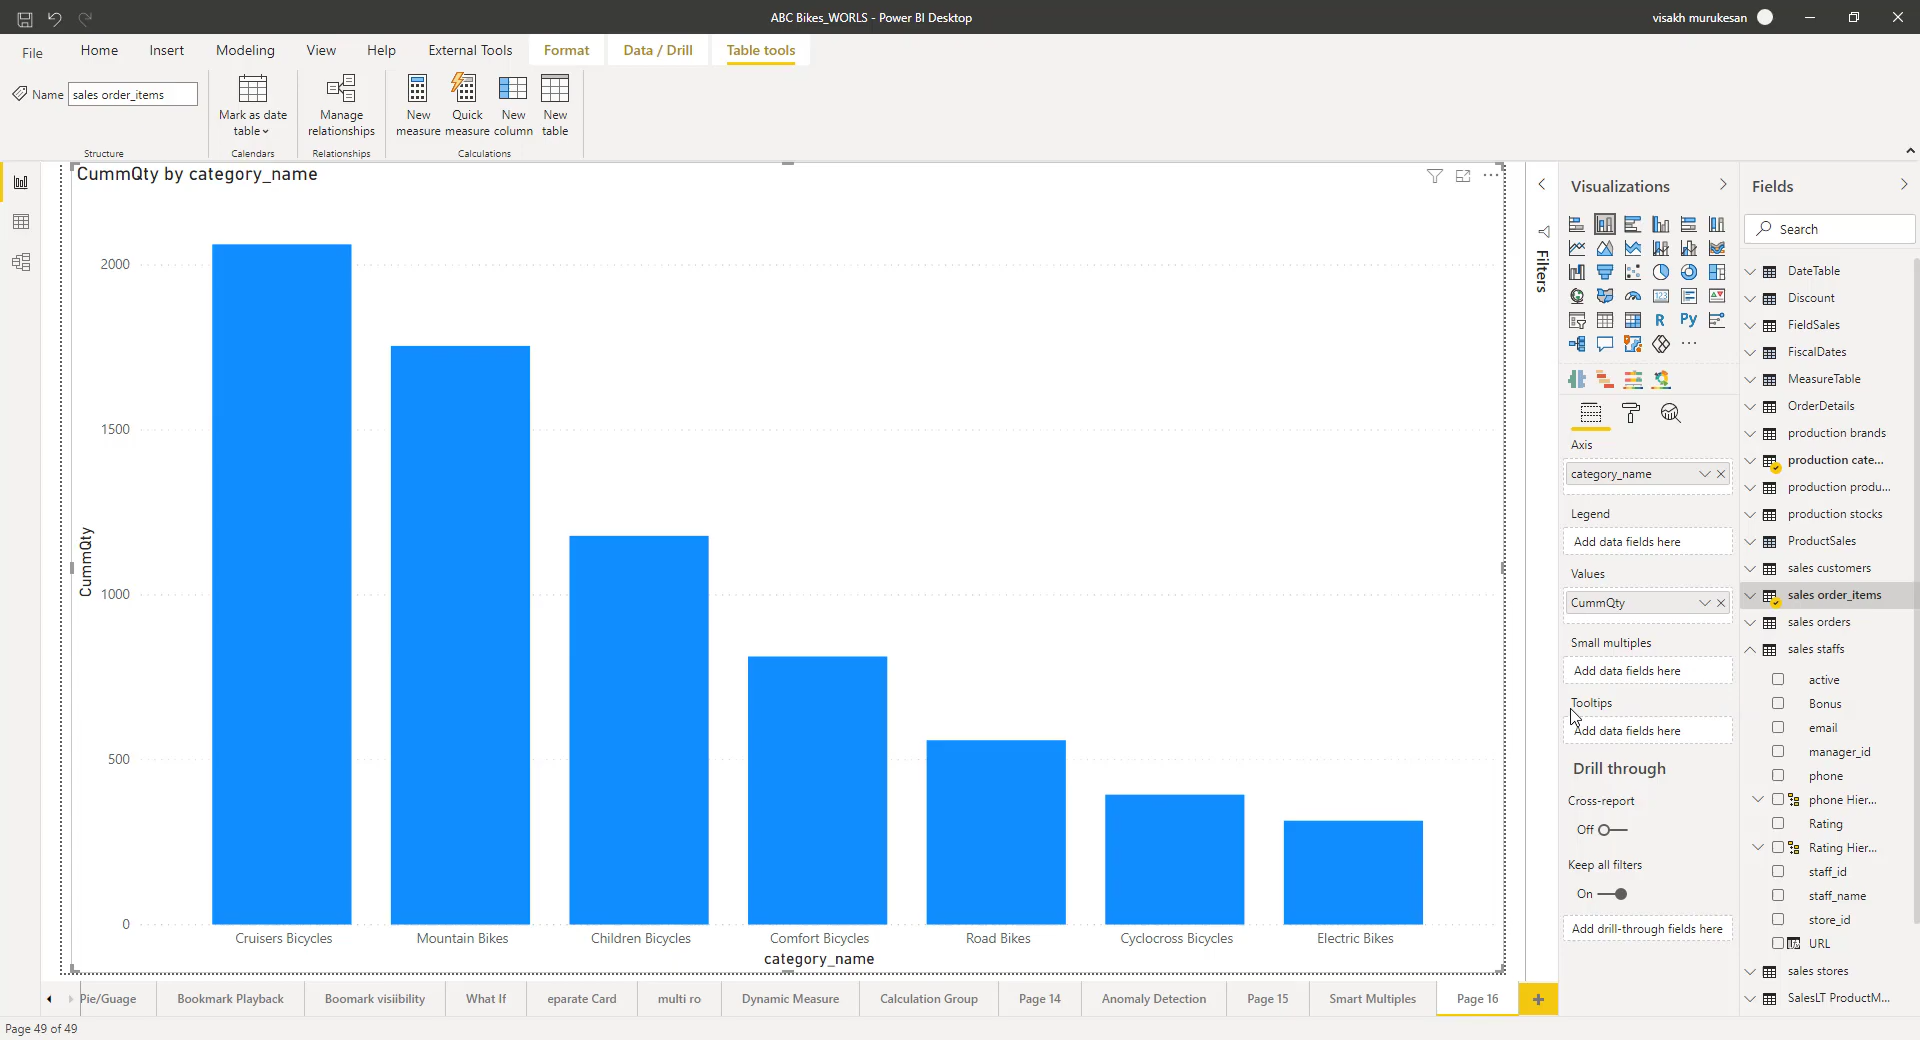 ABC Bikes_WORLS - Power BI Desktop
visakh murukesan
File
Home
Insert
Modeling
View
Help
External Tools
Format
Data / Drill
Table tools
Name
sales order_items
Mark as date
table
Manage
relationships
New
measure
Quick
measure
New
column
New
table
Structure
Calendars
Relationships
Calculations
CummQty by category_name
2000
1500
1000
500
0
CummQty
Cruisers Bicycles
Mountain Bikes
Children Bicycles
Comfort Bicycles
Road Bikes
Cyclocross Bicycles
Electric Bikes
category_name
Filters
Visualizations
R
Py
123
Axis
category_name
Legend
Add data fields here
Values
CummQty
Small multiples
Add data fields here
Tooltips
Add data fields here
Drill through
Cross-report
Off
Keep all filters
On
Add drill-through fields here
Fields
Search
DateTable
Discount
FieldSales
FiscalDates
MeasureTable
OrderDetails
production brands
production cate...
production produ...
production stocks
ProductSales
sales customers
sales order_items
sales orders
sales staffs
active
Bonus
email
manager_id
phone
phone Hier...
Rating
Rating Hier...
staff_id
staff_name
store_id
URL
sales stores
SalesLT ProductM...
Pie/Guage
Bookmark Playback
Boomark visiibility
What If
eparate Card
multi ro
Dynamic Measure
Calculation Group
Page 14
Anomaly Detection
Page 15
Smart Multiples
Page 16
Page 49 of 49